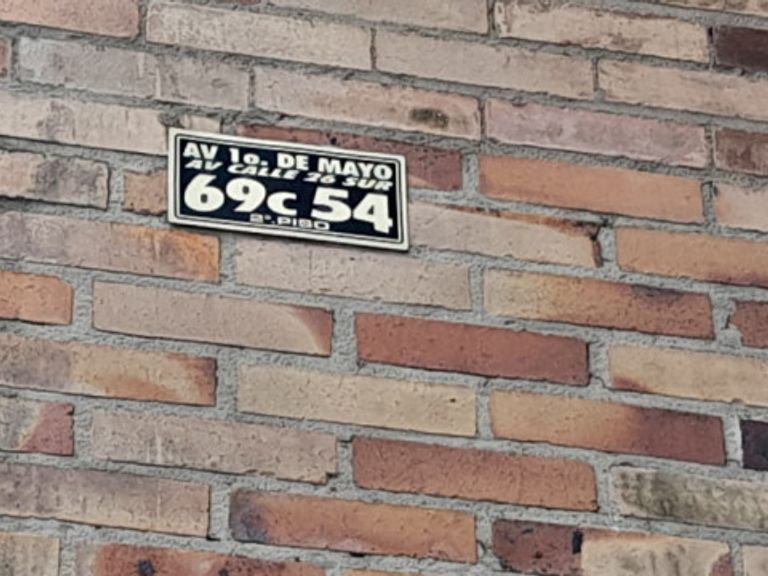 AV 1o. DE MAYO
AV CALLE 26 SUR
69c 54
2º. PISO